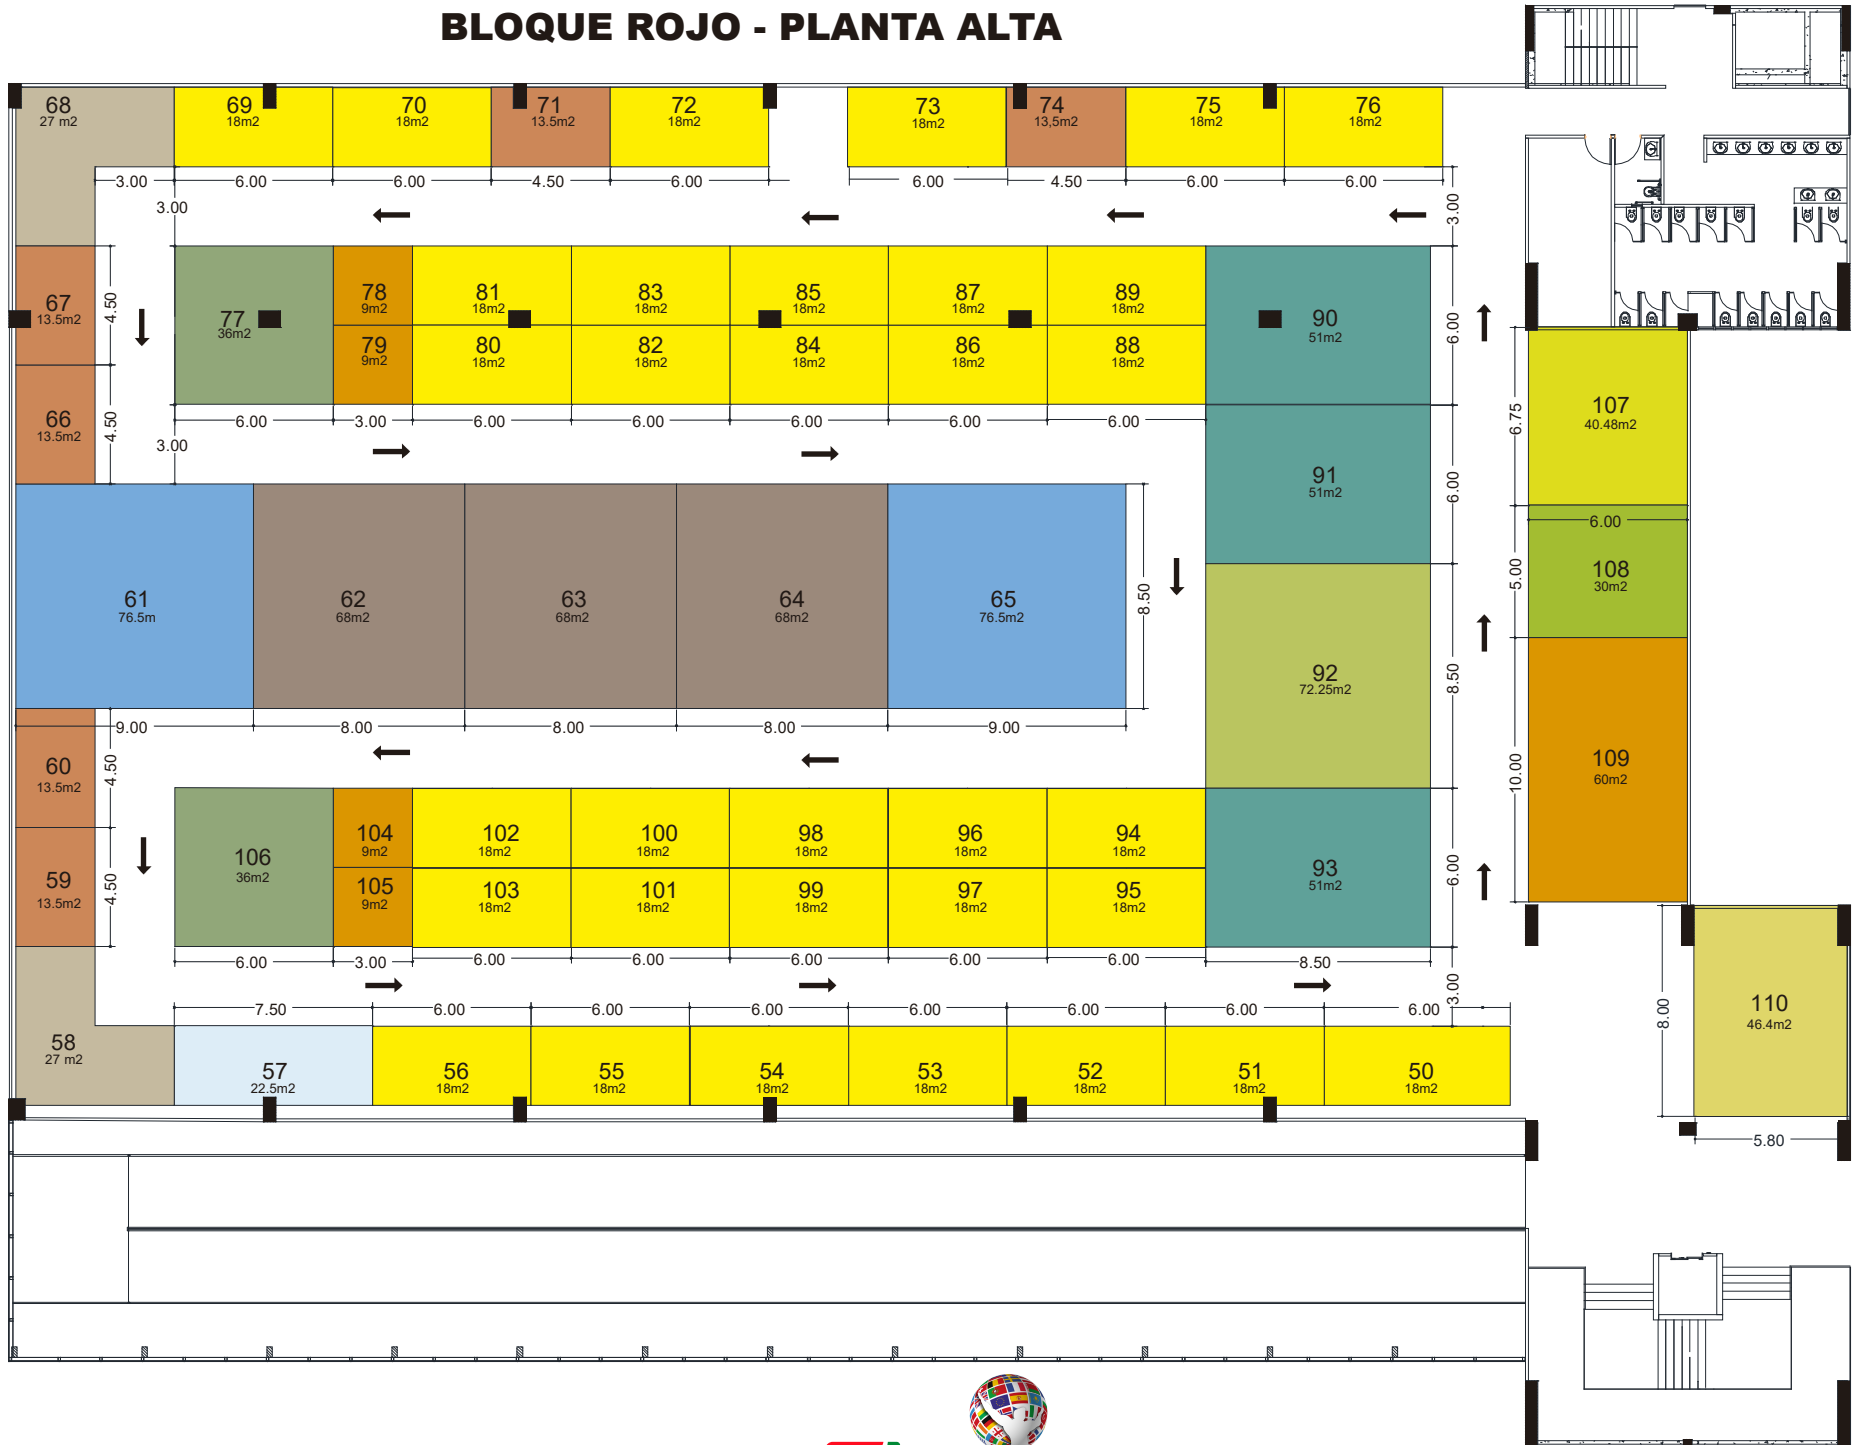 BLOQUE ROJO - PLANTA ALTA
68
27 m2
69
18m2
70
18m2
71
13.5m2
72
18m2
73
18m2
74
13,5m2
75
18m2
76
18m2
3.00
6.00
6.00
4.50
6.00
6.00
4.50
6.00
6.00
3.00
3.00
67
13.5m2
4.50
77
36m2
78
9m2
81
18m2
83
18m2
85
18m2
87
18m2
89
18m2
90
51m2
6.00
79
9m2
80
18m2
82
18m2
84
18m2
86
18m2
88
18m2
66
13.5m2
4.50
6.00
3.00
6.00
6.00
6.00
6.00
6.00
3.00
107
40.48m2
6.75
91
51m2
6.00
6.00
108
30m2
5.00
61
76.5m
62
68m2
63
68m2
64
68m2
65
76.5m2
8.50
92
72.25m2
8.50
9.00
8.00
8.00
8.00
9.00
109
60m2
10.00
60
13.5m2
4.50
106
36m2
104
9m2
102
18m2
100
18m2
98
18m2
96
18m2
94
18m2
93
51m2
6.00
59
13.5m2
4.50
105
9m2
103
18m2
101
18m2
99
18m2
97
18m2
95
18m2
6.00
3.00
6.00
6.00
6.00
6.00
6.00
8.50
3.00
7.50
6.00
6.00
6.00
6.00
6.00
6.00
6.00
8.00
110
46.4m2
58
27 m2
57
22.5m2
56
18m2
55
18m2
54
18m2
53
18m2
52
18m2
51
18m2
50
18m2
5.80